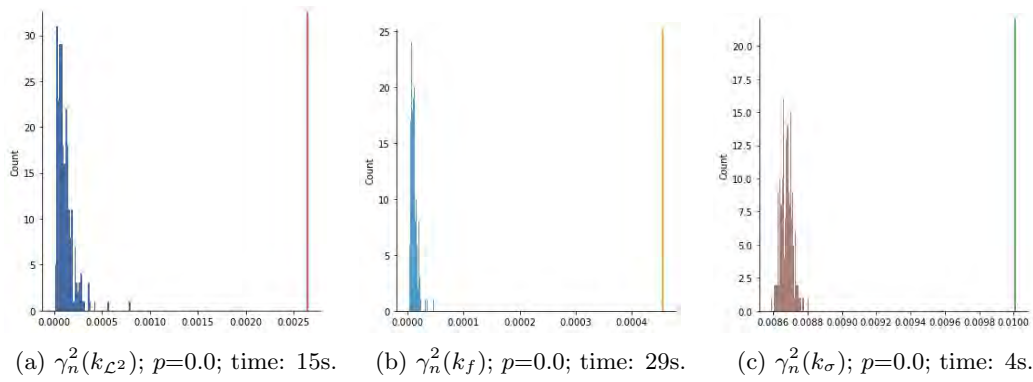 30
25
20
15
10
5
0
Count
0.0000 0.0005 0.0010 0.0015 0.0020 0.0025
25
20
15
10
5
0
Count
0.0000 0.0001 0.0002 0.0003 0.0004
20.0
17.5
15.0
12.5
10.0
7.5
5.0
2.5
0.0
Count
0.0086 0.0088 0.0090 0.0092 0.0094 0.0096 0.0098 0.0100
(a) γ²ₙ(k_{𝓛²}); p=0.0; time: 15s.
(b) γ²ₙ(k_f); p=0.0; time: 29s.
(c) γ²ₙ(k_σ); p=0.0; time: 4s.